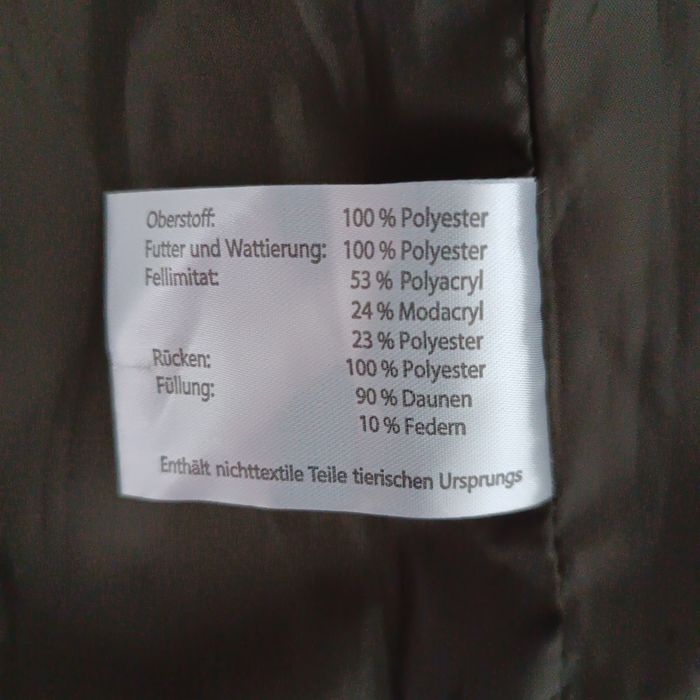 Oberstoff: 100 % Polyester
Futter und Wattierung: 100 % Polyester
Fellimitat: 53 % Polyacryl
24 % Modacryl
23 % Polyester
Rücken: 100 % Polyester
Füllung: 90 % Daunen
10 % Federn
Enthält nichttextile Teile tierischen Ursprungs